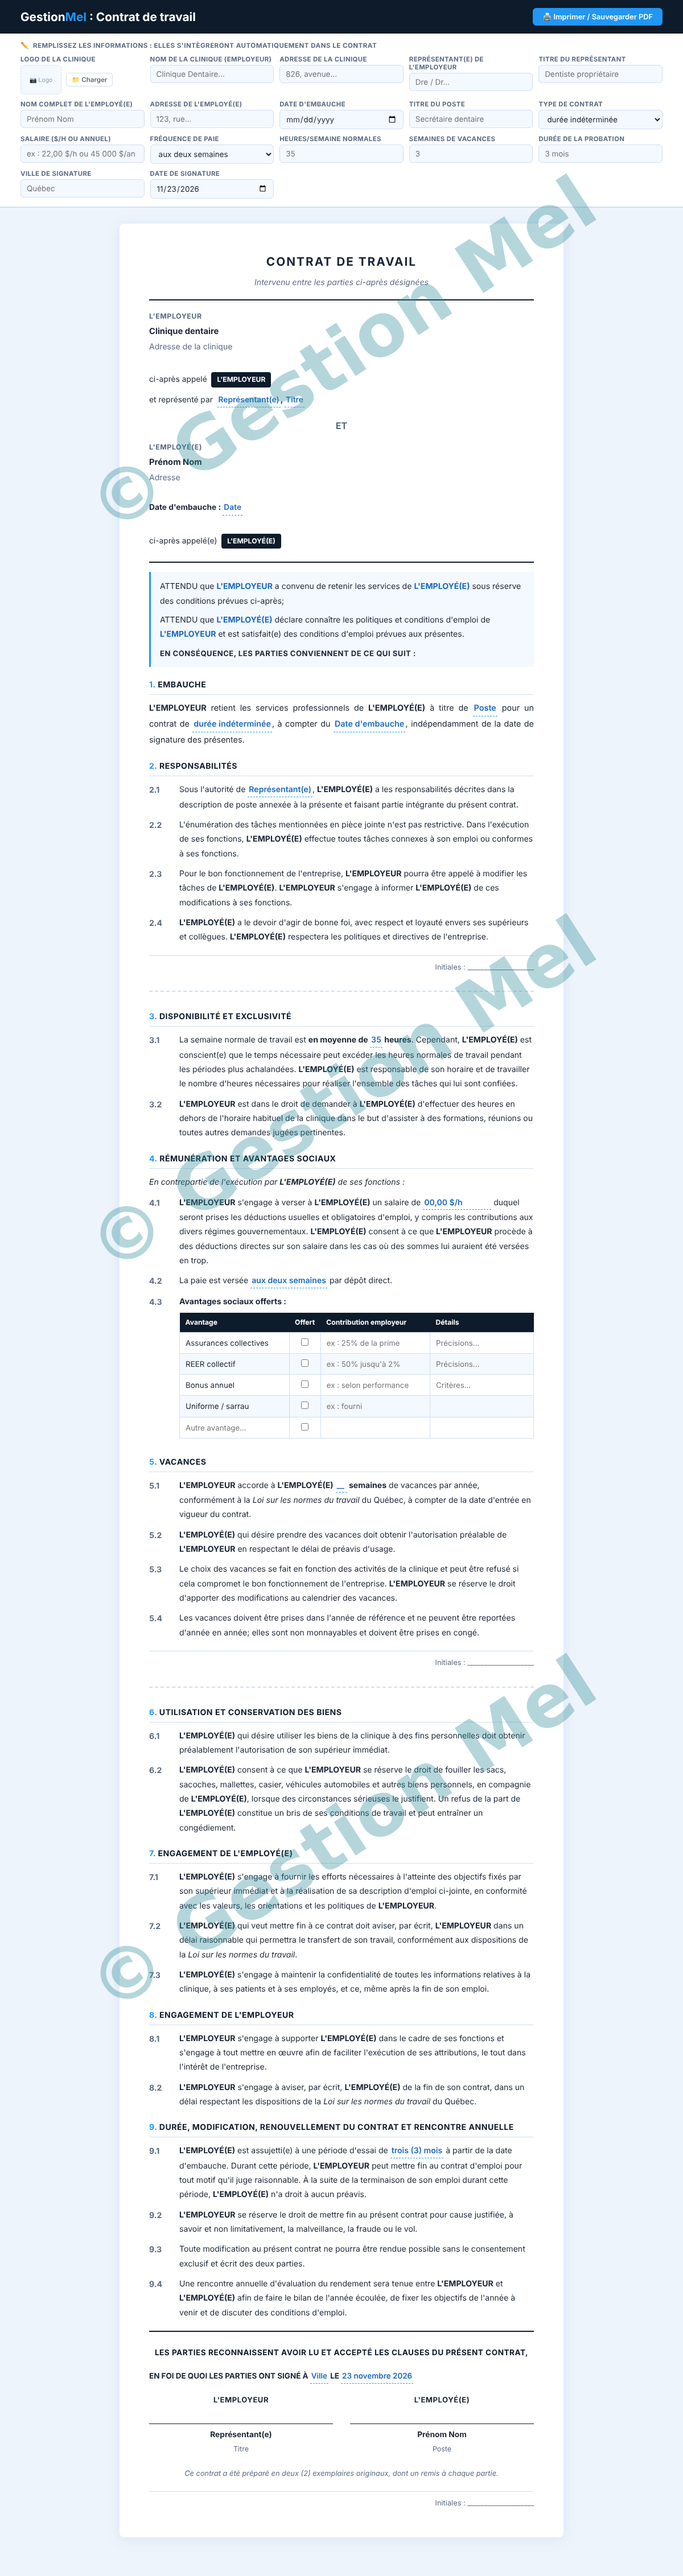 GestionMel : Contrat de travail
🖨️ Imprimer / Sauvegarder PDF
✏️ REMPLISSEZ LES INFORMATIONS : ELLES S'INTÈGRERONT AUTOMATIQUEMENT DANS LE CONTRAT
LOGO DE LA CLINIQUE
📷 Logo
📁 Charger
NOM DE LA CLINIQUE (EMPLOYEUR)
Clinique Dentaire...
ADRESSE DE LA CLINIQUE
826, avenue...
REPRÉSENTANT(E) DE
L'EMPLOYEUR
Dre / Dr...
TITRE DU REPRÉSENTANT
Dentiste propriétaire
NOM COMPLET DE L'EMPLOYÉ(E)
Prénom Nom
ADRESSE DE L'EMPLOYÉ(E)
123, rue...
DATE D'EMBAUCHE
mm/dd/yyyy
TITRE DU POSTE
Secrétaire dentaire
TYPE DE CONTRAT
durée indéterminée
SALAIRE ($/H OU ANNUEL)
ex : 22,00 $/h ou 45 000 $/an
FRÉQUENCE DE PAIE
aux deux semaines
HEURES/SEMAINE NORMALES
35
SEMAINES DE VACANCES
3
DURÉE DE LA PROBATION
3 mois
VILLE DE SIGNATURE
Québec
DATE DE SIGNATURE
11/23/2026
CONTRAT DE TRAVAIL
Intervenu entre les parties ci-après désignées
L'EMPLOYEUR
Clinique dentaire
Adresse de la clinique
ci-après appelé L'EMPLOYEUR
et représenté par Représentant(e), Titre
ET
L'EMPLOYÉ(E)
Prénom Nom
Adresse
Date d'embauche : Date
ci-après appelé(e) L'EMPLOYÉ(E)
© Gestion Mel
ATTENDU que L'EMPLOYEUR a convenu de retenir les services de L'EMPLOYÉ(E) sous réserve
des conditions prévues ci-après;
ATTENDU que L'EMPLOYÉ(E) déclare connaître les politiques et conditions d'emploi de
L'EMPLOYEUR et est satisfait(e) des conditions d'emploi prévues aux présentes.
EN CONSÉQUENCE, LES PARTIES CONVIENNENT DE CE QUI SUIT :
1. EMBAUCHE
L'EMPLOYEUR retient les services professionnels de L'EMPLOYÉ(E) à titre de Poste pour un
contrat de durée indéterminée, à compter du Date d'embauche, indépendamment de la date de
signature des présentes.
2. RESPONSABILITÉS
2.1 Sous l'autorité de Représentant(e), L'EMPLOYÉ(E) a les responsabilités décrites dans la
description de poste annexée à la présente et faisant partie intégrante du présent contrat.
2.2 L'énumération des tâches mentionnées en pièce jointe n'est pas restrictive. Dans l'exécution
de ses fonctions, L'EMPLOYÉ(E) effectue toutes tâches connexes à son emploi ou conformes
à ses fonctions.
2.3 Pour le bon fonctionnement de l'entreprise, L'EMPLOYEUR pourra être appelé à modifier les
tâches de L'EMPLOYÉ(E). L'EMPLOYEUR s'engage à informer L'EMPLOYÉ(E) de ces
modifications à ses fonctions.
2.4 L'EMPLOYÉ(E) a le devoir d'agir de bonne foi, avec respect et loyauté envers ses supérieurs
et collègues. L'EMPLOYÉ(E) respectera les politiques et directives de l'entreprise.
Initiales : ____________________
3. DISPONIBILITÉ ET EXCLUSIVITÉ
3.1 La semaine normale de travail est en moyenne de 35 heures. Cependant, L'EMPLOYÉ(E) est
conscient(e) que le temps nécessaire peut excéder les heures normales de travail pendant
les périodes plus achalandées. L'EMPLOYÉ(E) est responsable de son horaire et de travailler
le nombre d'heures nécessaires pour réaliser l'ensemble des tâches qui lui sont confiées.
3.2 L'EMPLOYEUR est dans le droit de demander à L'EMPLOYÉ(E) d'effectuer des heures en
dehors de l'horaire habituel de la clinique dans le but d'assister à des formations, réunions ou
toutes autres demandes jugées pertinentes.
© Gestion Mel
4. RÉMUNÉRATION ET AVANTAGES SOCIAUX
En contrepartie de l'exécution par L'EMPLOYÉ(E) de ses fonctions :
4.1 L'EMPLOYEUR s'engage à verser à L'EMPLOYÉ(E) un salaire de 00,00 $/h duquel
seront prises les déductions usuelles et obligatoires d'emploi, y compris les contributions aux
divers régimes gouvernementaux. L'EMPLOYÉ(E) consent à ce que L'EMPLOYEUR procède à
des déductions directes sur son salaire dans les cas où des sommes lui auraient été versées
en trop.
4.2 La paie est versée aux deux semaines par dépôt direct.
4.3 Avantages sociaux offerts :
Avantage Offert Contribution employeur Détails
Assurances collectives ex : 25% de la prime Précisions...
REER collectif ex : 50% jusqu'à 2% Précisions...
Bonus annuel ex : selon performance Critères...
Uniforme / sarrau ex : fourni
Autre avantage...
5. VACANCES
5.1 L'EMPLOYEUR accorde à L'EMPLOYÉ(E) __ semaines de vacances par année,
conformément à la Loi sur les normes du travail du Québec, à compter de la date d'entrée en
vigueur du contrat.
5.2 L'EMPLOYÉ(E) qui désire prendre des vacances doit obtenir l'autorisation préalable de
L'EMPLOYEUR en respectant le délai de préavis d'usage.
5.3 Le choix des vacances se fait en fonction des activités de la clinique et peut être refusé si
cela compromet le bon fonctionnement de l'entreprise. L'EMPLOYEUR se réserve le droit
d'apporter des modifications au calendrier des vacances.
5.4 Les vacances doivent être prises dans l'année de référence et ne peuvent être reportées
d'année en année; elles sont non monnayables et doivent être prises en congé.
Initiales : ____________________
6. UTILISATION ET CONSERVATION DES BIENS
6.1 L'EMPLOYÉ(E) qui désire utiliser les biens de la clinique à des fins personnelles doit obtenir
préalablement l'autorisation de son supérieur immédiat.
6.2 L'EMPLOYÉ(E) consent à ce que L'EMPLOYEUR se réserve le droit de fouiller les sacs,
sacoches, mallettes, casier, véhicules automobiles et autres biens personnels, en compagnie
de L'EMPLOYÉ(E), lorsque des circonstances sérieuses le justifient. Un refus de la part de
L'EMPLOYÉ(E) constitue un bris de ses conditions de travail et peut entraîner un
congédiement.
© Gestion Mel
7. ENGAGEMENT DE L'EMPLOYÉ(E)
7.1 L'EMPLOYÉ(E) s'engage à fournir les efforts nécessaires à l'atteinte des objectifs fixés par
son supérieur immédiat et à la réalisation de sa description d'emploi ci-jointe, en conformité
avec les valeurs, les orientations et les politiques de L'EMPLOYEUR.
7.2 L'EMPLOYÉ(E) qui veut mettre fin à ce contrat doit aviser, par écrit, L'EMPLOYEUR dans un
délai raisonnable qui permettra le transfert de son travail, conformément aux dispositions de
la Loi sur les normes du travail.
7.3 L'EMPLOYÉ(E) s'engage à maintenir la confidentialité de toutes les informations relatives à la
clinique, à ses patients et à ses employés, et ce, même après la fin de son emploi.
8. ENGAGEMENT DE L'EMPLOYEUR
8.1 L'EMPLOYEUR s'engage à supporter L'EMPLOYÉ(E) dans le cadre de ses fonctions et
s'engage à tout mettre en œuvre afin de faciliter l'exécution de ses attributions, le tout dans
l'intérêt de l'entreprise.
8.2 L'EMPLOYEUR s'engage à aviser, par écrit, L'EMPLOYÉ(E) de la fin de son contrat, dans un
délai respectant les dispositions de la Loi sur les normes du travail du Québec.
9. DURÉE, MODIFICATION, RENOUVELLEMENT DU CONTRAT ET RENCONTRE ANNUELLE
9.1 L'EMPLOYÉ(E) est assujetti(e) à une période d'essai de trois (3) mois à partir de la date
d'embauche. Durant cette période, L'EMPLOYEUR peut mettre fin au contrat d'emploi pour
tout motif qu'il juge raisonnable. À la suite de la terminaison de son emploi durant cette
période, L'EMPLOYÉ(E) n'a droit à aucun préavis.
9.2 L'EMPLOYEUR se réserve le droit de mettre fin au présent contrat pour cause justifiée, à
savoir et non limitativement, la malveillance, la fraude ou le vol.
9.3 Toute modification au présent contrat ne pourra être rendue possible sans le consentement
exclusif et écrit des deux parties.
9.4 Une rencontre annuelle d'évaluation du rendement sera tenue entre L'EMPLOYEUR et
L'EMPLOYÉ(E) afin de faire le bilan de l'année écoulée, de fixer les objectifs de l'année à
venir et de discuter des conditions d'emploi.
LES PARTIES RECONNAISSENT AVOIR LU ET ACCEPTÉ LES CLAUSES DU PRÉSENT CONTRAT,
EN FOI DE QUOI LES PARTIES ONT SIGNÉ À Ville LE 23 novembre 2026
L'EMPLOYEUR L'EMPLOYÉ(E)
Représentant(e) Prénom Nom
Titre Poste
Ce contrat a été préparé en deux (2) exemplaires originaux, dont un remis à chaque partie.
Initiales : ____________________